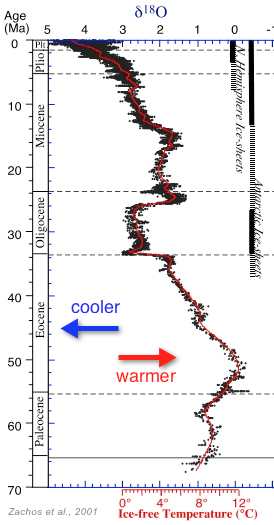 δ18O
Age
(Ma)
5 4 3 2 1 0 -1
0
10
20
30
40
50
60
70
Plt.
Plio
Miocene
Oligocene
Eocene
Paleocene
N. Hemisphere Ice-sheets
Antarctic Ice-sheets
cooler
warmer
0° 4° 8° 12°
Zachos et al., 2001
Ice-free Temperature (°C)